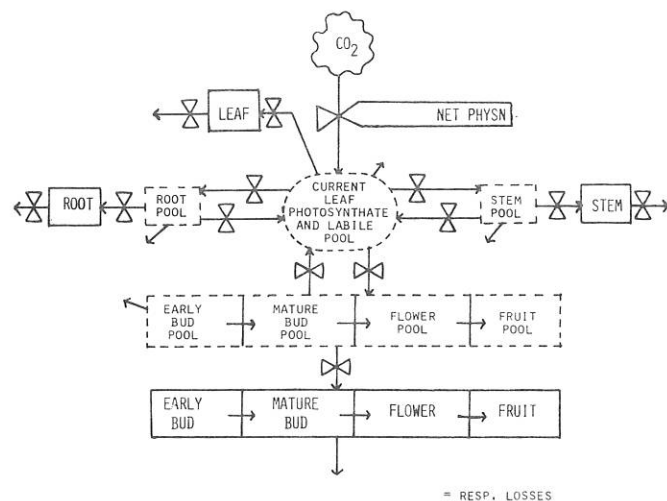 CO2
NET PHYSN
LEAF
ROOT
ROOT
POOL
CURRENT
LEAF
PHOTOSYNTHATE
AND LABILE
POOL
STEM
POOL
STEM
EARLY
BUD
POOL
MATURE
BUD
POOL
FLOWER
POOL
FRUIT
POOL
EARLY
BUD
MATURE
BUD
FLOWER
FRUIT
= RESP. LOSSES